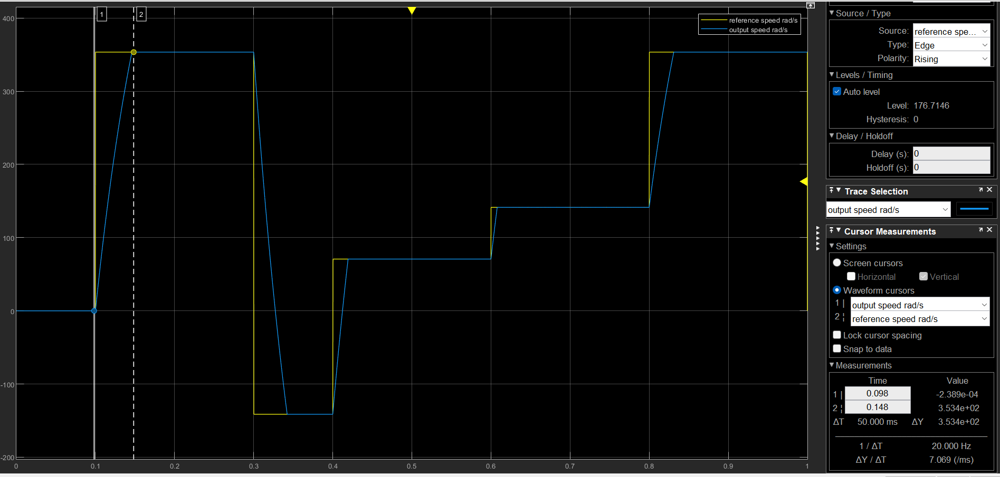 1
2
400
300
200
100
0
-100
-200
0
0.1
0.2
0.3
0.4
0.5
0.6
0.7
0.8
0.9
1
reference speed rad/s
output speed rad/s
Source / Type
Source: reference spe...
Type: Edge
Polarity: Rising
Levels / Timing
Auto level
Level: 176.7146
Hysteresis: 0
Delay / Holdoff
Delay (s): 0
Holdoff (s): 0
Trace Selection
output speed rad/s
Cursor Measurements
Settings
Screen cursors
Horizontal Vertical
Waveform cursors
1 | output speed rad/s
2 ¦ reference speed rad/s
Lock cursor spacing
Snap to data
Measurements
Time Value
1 | 0.098 -2.389e-04
2 ¦ 0.148 3.534e+02
ΔT 50.000 ms ΔY 3.534e+02
1 / ΔT 20.000 Hz
ΔY / ΔT 7.069 (/ms)